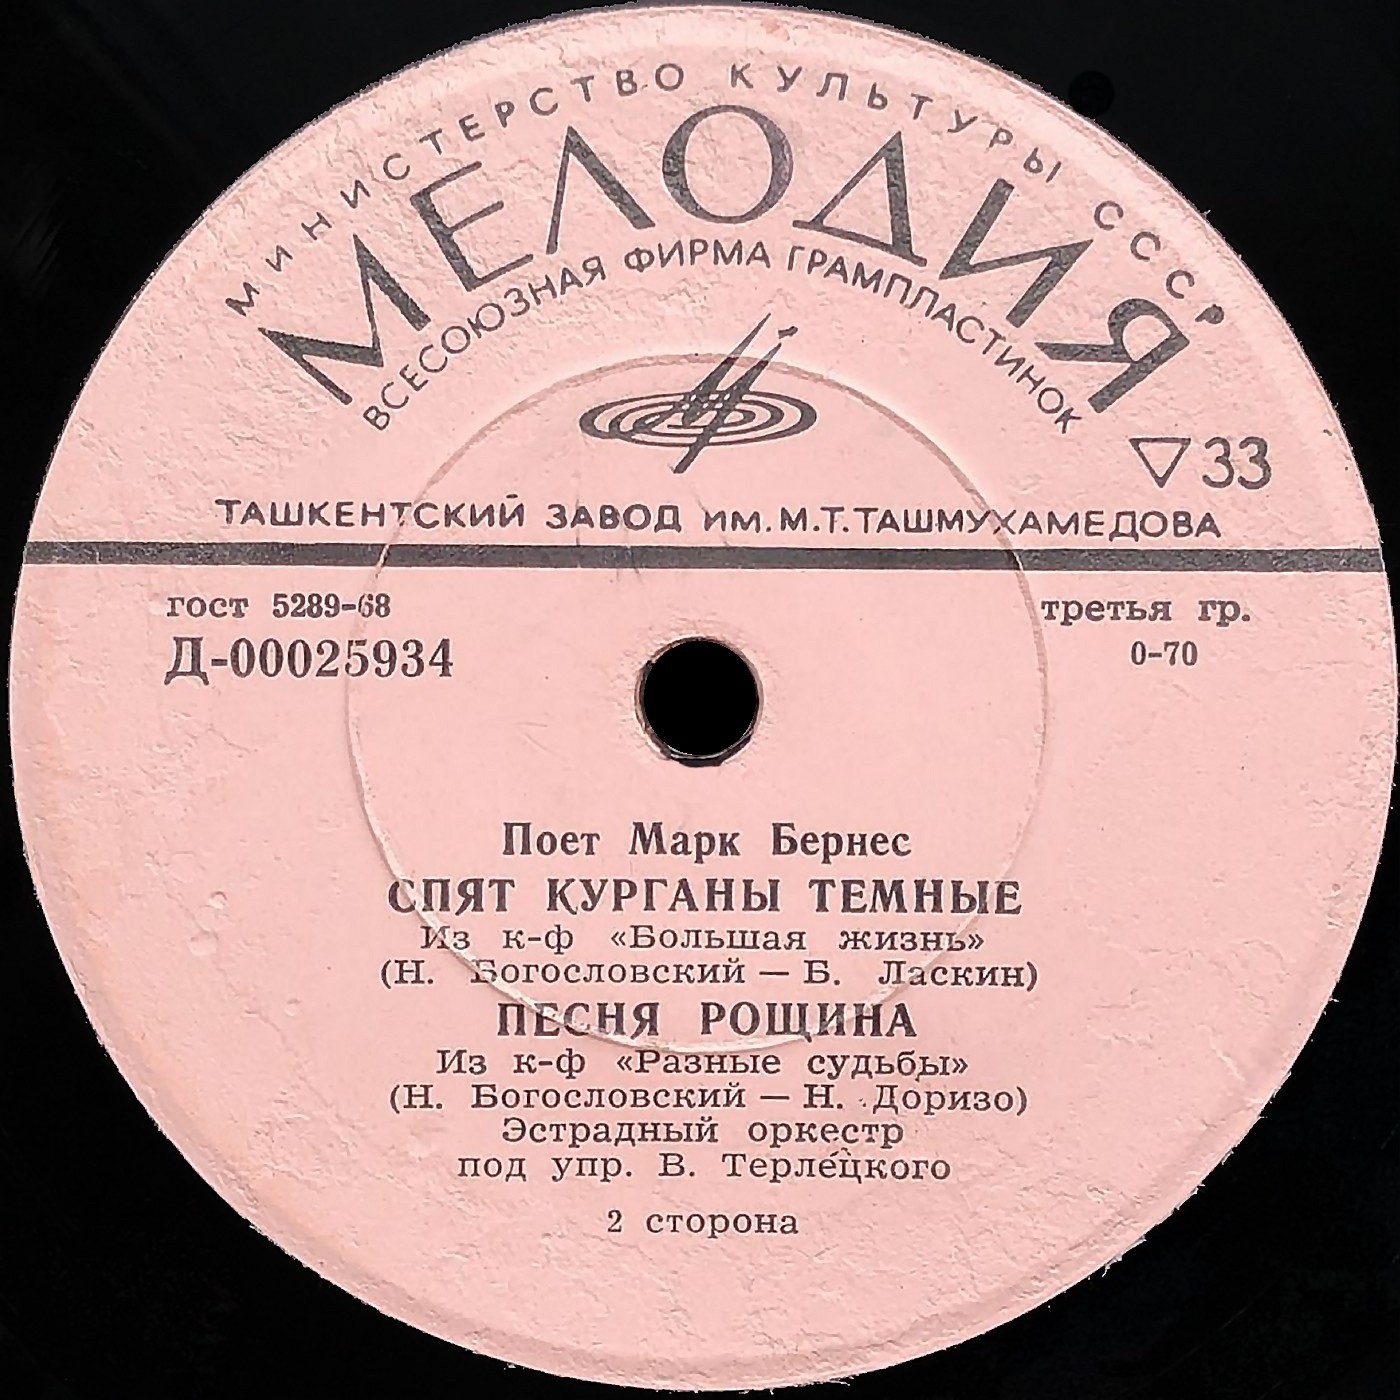 МИНИСТЕРСТВО КУЛЬТУРЫ СССР
МЕЛОДИЯ
ВСЕСОЮЗНАЯ ФИРМА ГРАМПЛАСТИНОК
▽33
ТАШКЕНТСКИЙ ЗАВОД ИМ. М.Т. ТАШМУХАМЕДОВА
гост 5289-68
третья гр.
Д-00025934
0-70
Поет Марк Бернес
СПЯТ КУРГАНЫ ТЕМНЫЕ
Из к-ф «Большая жизнь»
(Н. Богословский — Б. Ласкин)
ПЕСНЯ РОЩИНА
Из к-ф «Разные судьбы»
(Н. Богословский — Н. Доризо)
Эстрадный оркестр
под упр. В. Терлецкого
2 сторона